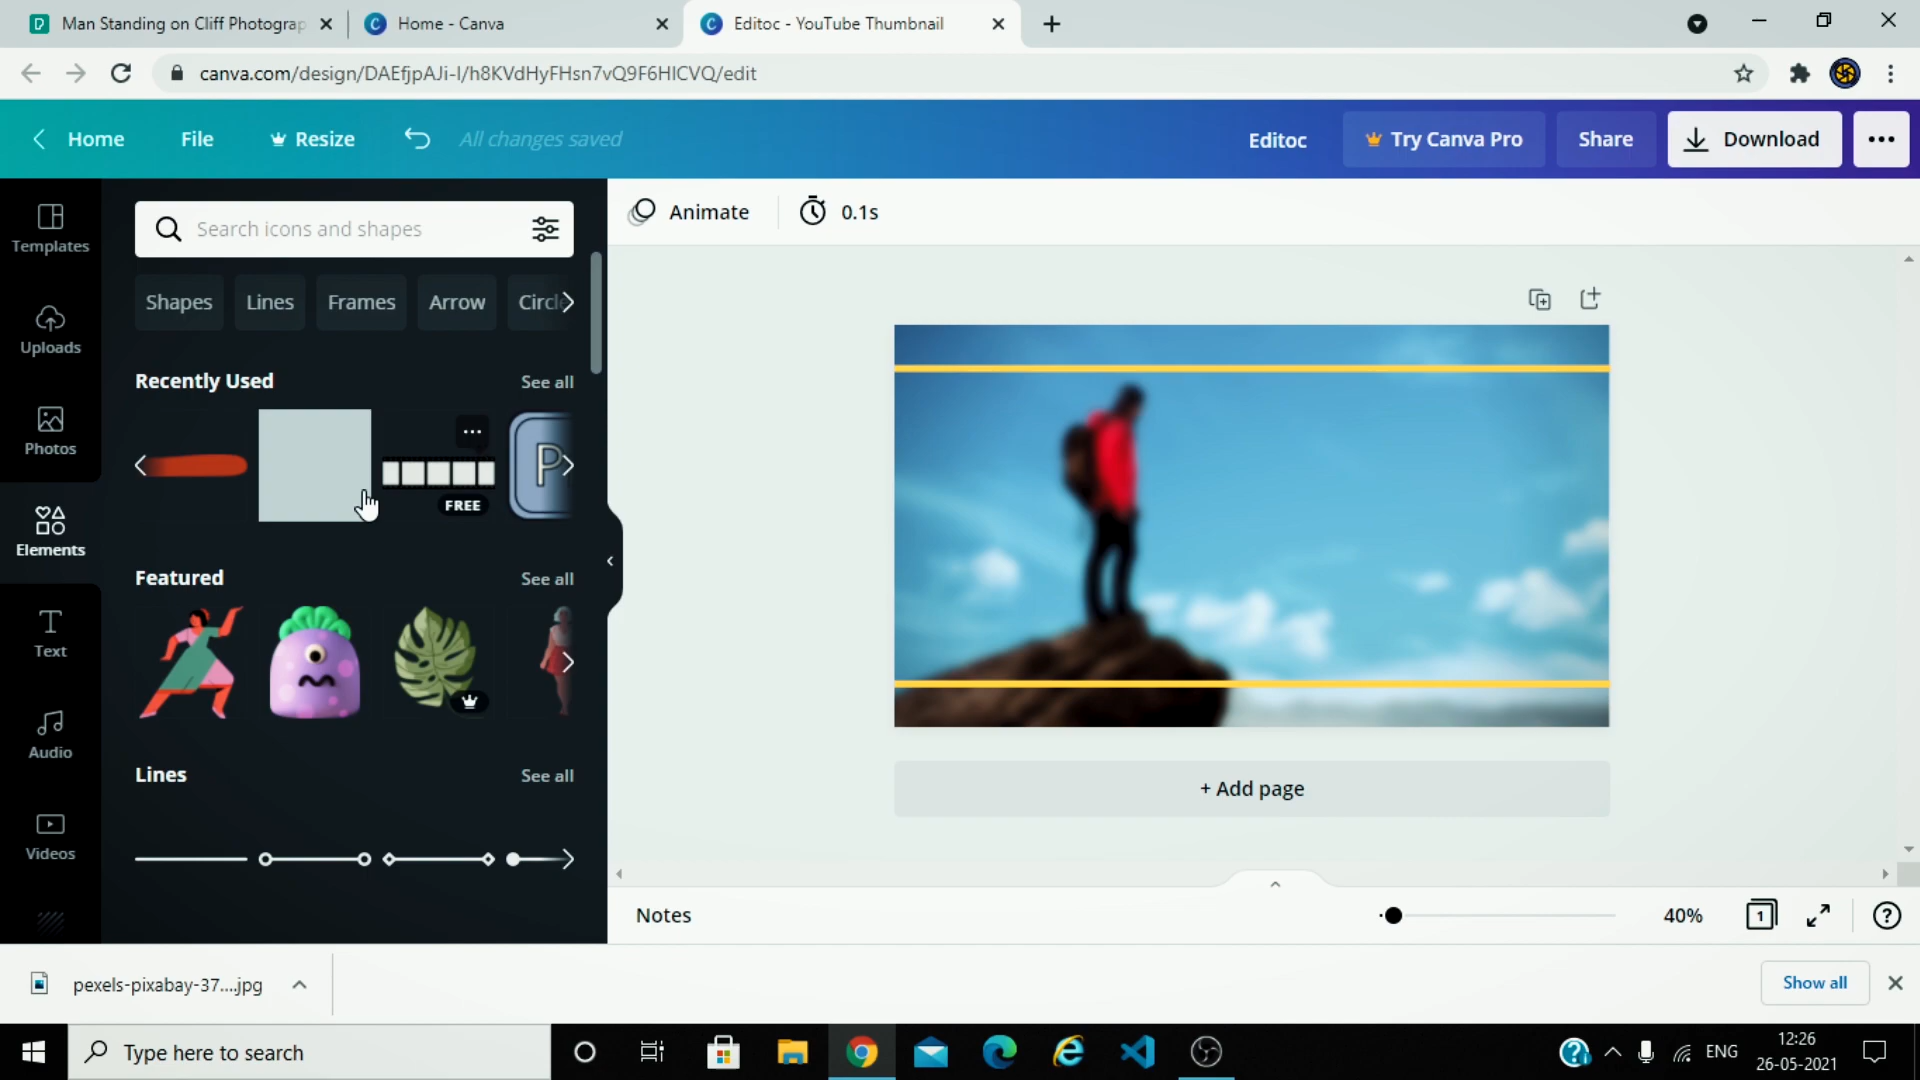 Man Standing on Cliff Photograp
Home - Canva
Editoc - YouTube Thumbnail
canva.com/design/DAEfjpAJi-I/h8KVdHyFHsn7vQ9F6HICVQ/edit
Home
File
Resize
All changes saved
Editoc
Try Canva Pro
Share
Download
Templates
Uploads
Photos
Elements
Text
Audio
Videos
Search icons and shapes
Shapes
Lines
Frames
Arrow
Circle
Recently Used
See all
FREE
P
Featured
See all
Lines
See all
Animate
0.1s
+ Add page
Notes
40%
1
pexels-pixabay-37....jpg
Show all
Type here to search
ENG
12:26
26-05-2021